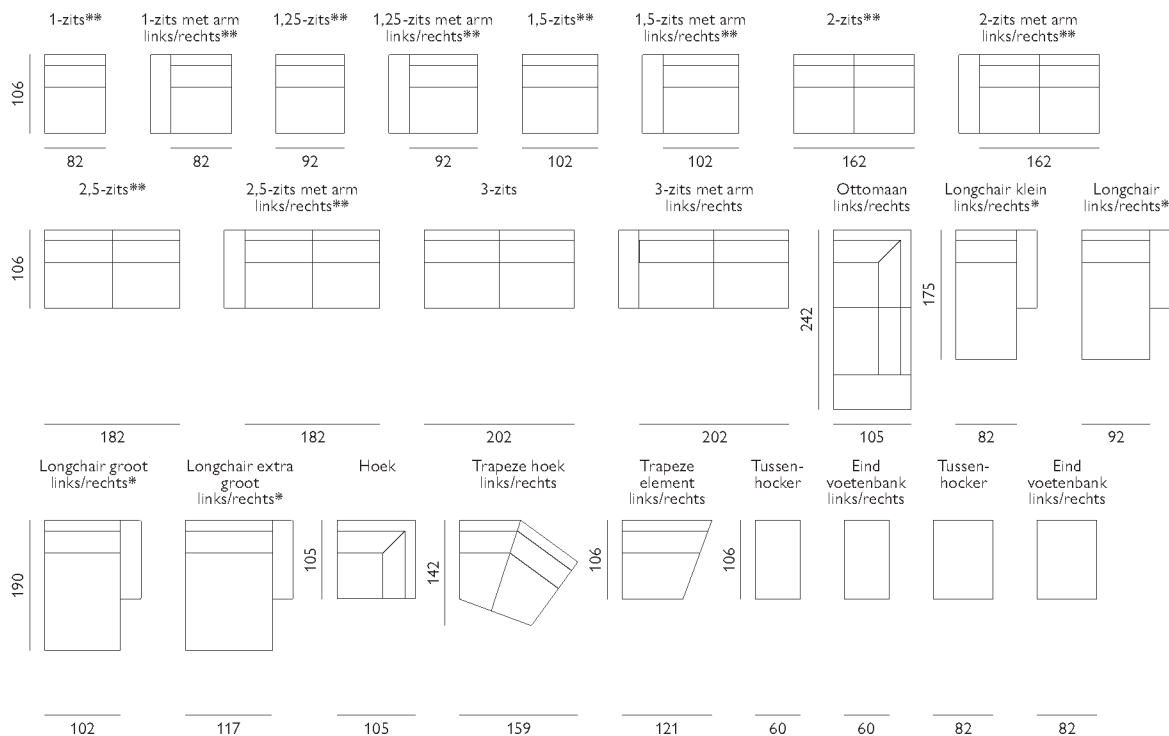 1-zits**
1-zits met arm
links/rechts**
1,25-zits**
1,25-zits met arm
links/rechts**
1,5-zits**
1,5-zits met arm
links/rechts**
2-zits**
2-zits met arm
links/rechts**
106
82
82
92
92
102
102
162
162
2,5-zits**
2,5-zits met arm
links/rechts**
3-zits
3-zits met arm
links/rechts
Ottomaan
links/rechts
Longchair klein
links/rechts*
Longchair
links/rechts*
106
242
175
182
182
202
202
105
82
92
Longchair groot
links/rechts*
Longchair extra
groot
links/rechts*
Hoek
Trapeze hoek
links/rechts
Trapeze
element
links/rechts
Tussen-
hocker
Eind
voetenbank
links/rechts
Tussen-
hocker
Eind
voetenbank
links/rechts
190
105
142
106
106
102
117
105
159
121
60
60
82
82